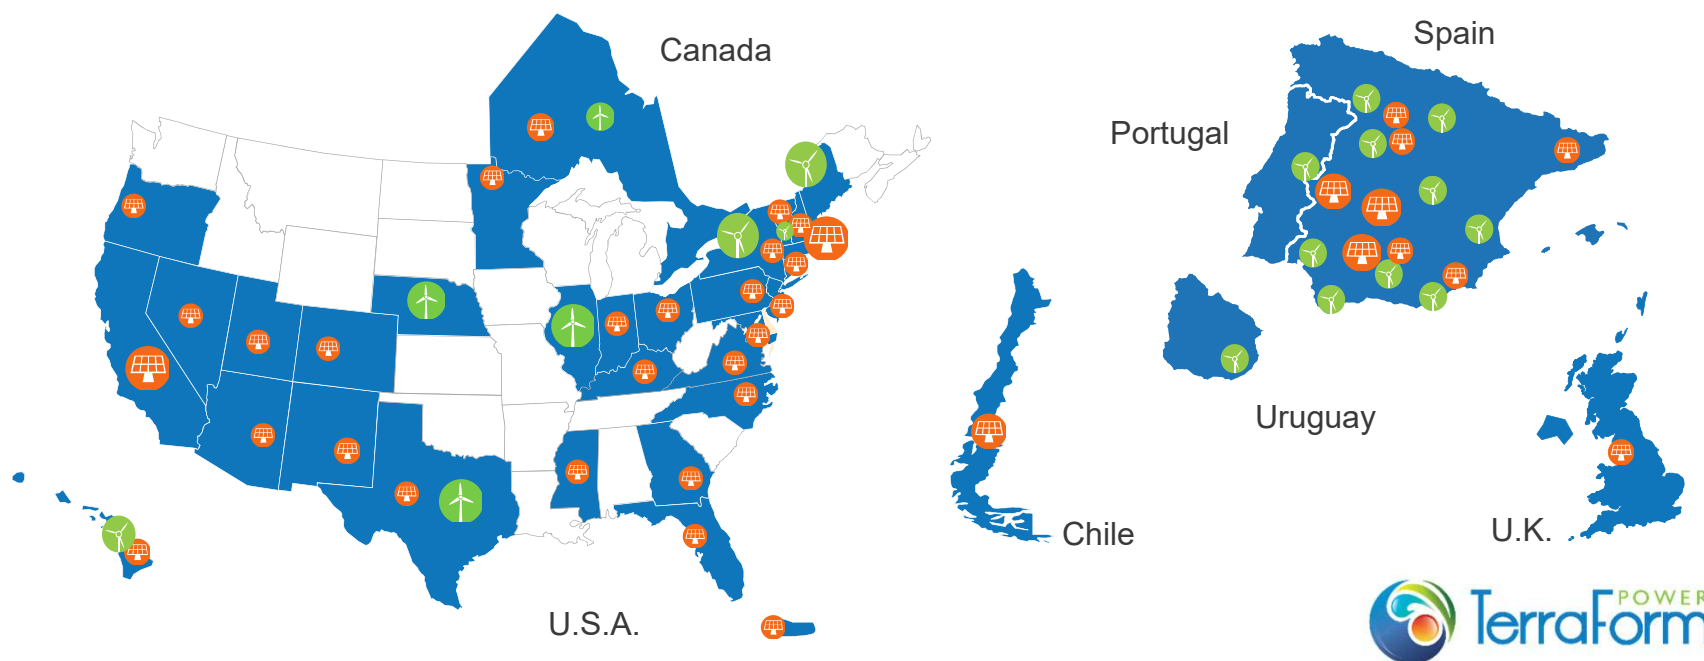 Canada
Spain
Portugal
Uruguay
Chile
U.K.
U.S.A.
POWER
TerraForm